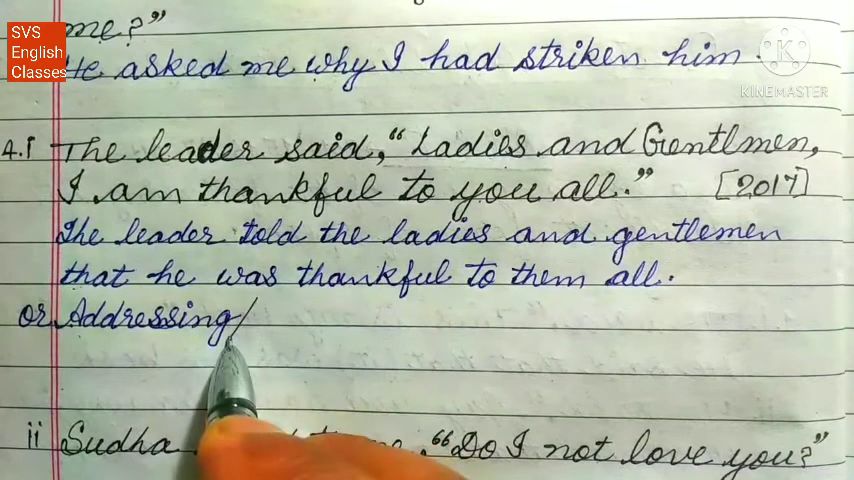 SVS
English
Classes
K
KINEMASTER
me?”
He asked me why I had striken him.
4.i The leader said, “Ladies and Gentlmen,
I am thankful to you all.” [2017]
The leader told the ladies and gentlemen
that he was thankful to them all.
or Addressing/
ii Sudha “Do I not love you?”